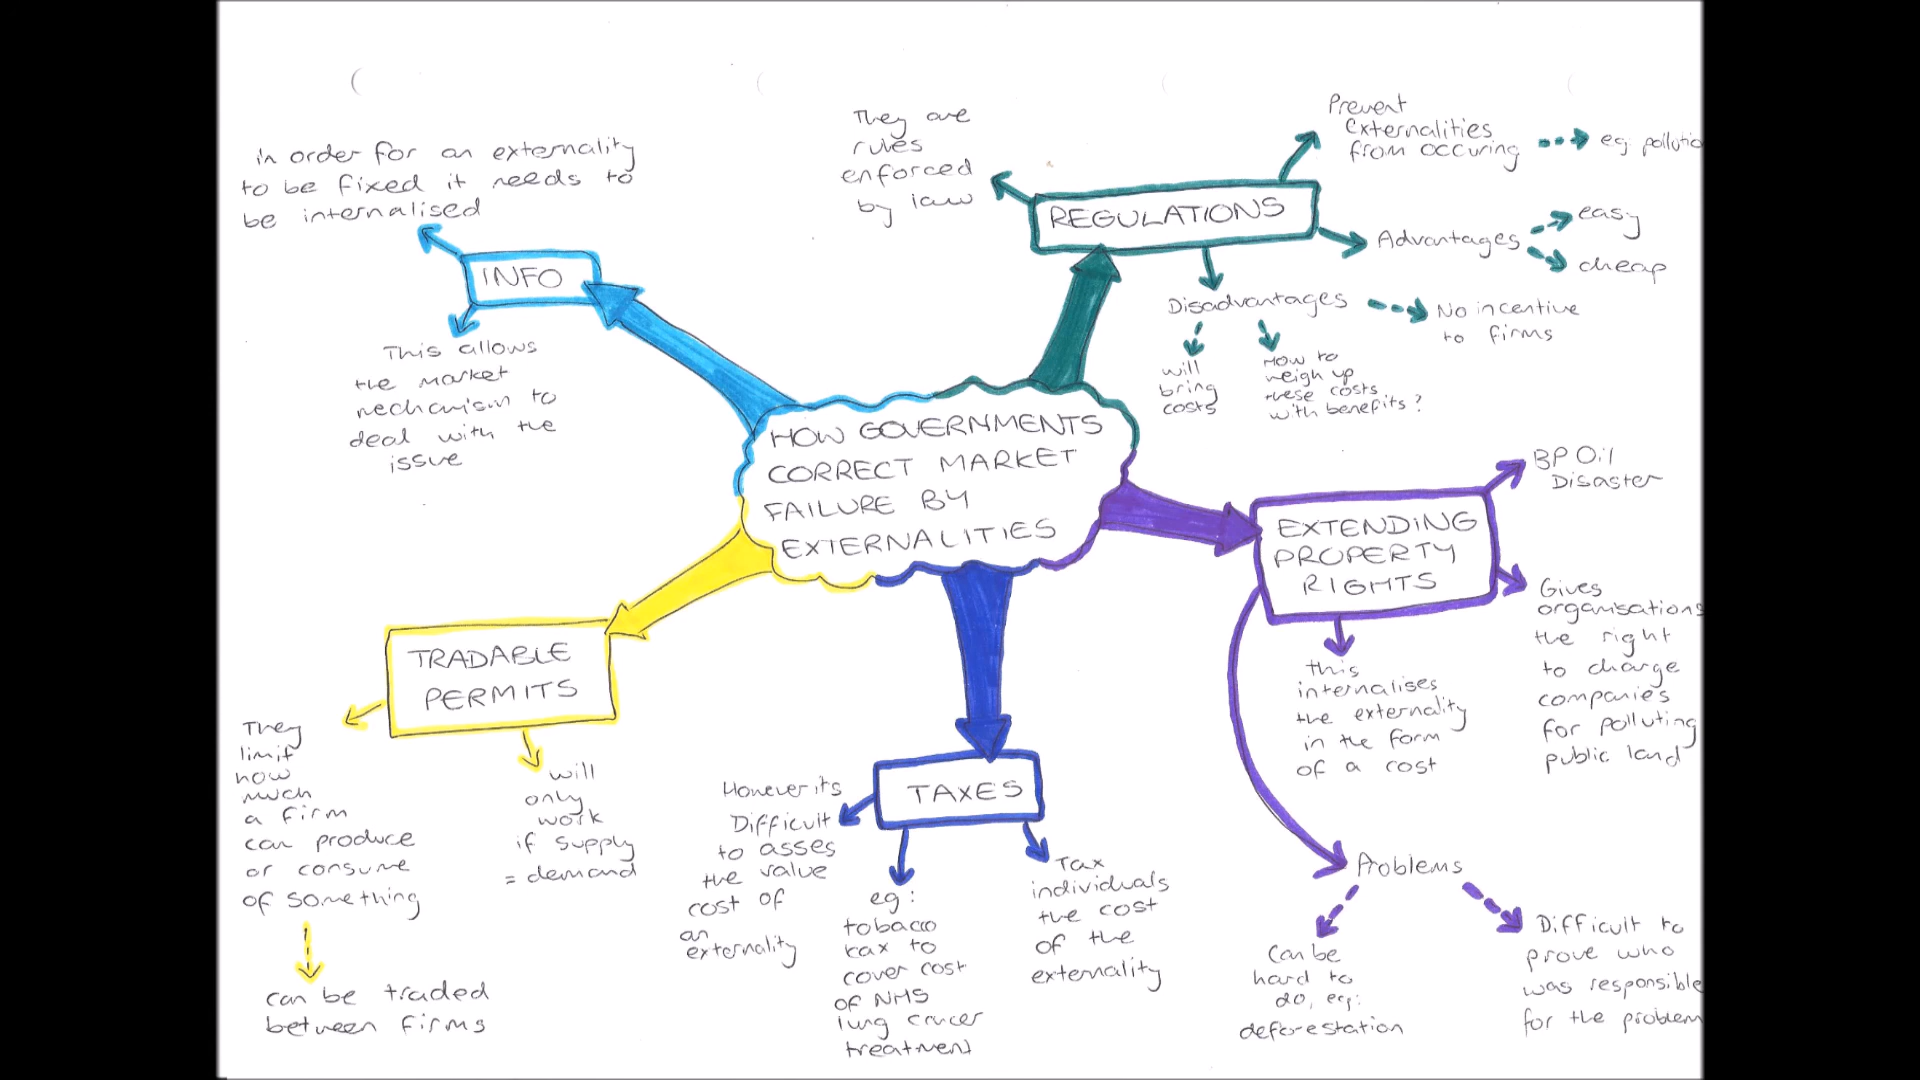 HOW GOVERNMENTS
CORRECT MARKET
FAILURE BY
EXTERNALITIES
INFO
in order for an externality
to be fixed it needs to
be internalised
This allows
the market
mechanism to
deal with the
issue
REGULATIONS
They are
rules
enforced
by law
Prevent
externalities
from occuring
eg pollutio
Advantages
easy
cheap
Disadvantages
No incentive
to firms
will
bring
costs
How to
weigh up
these costs
with benefits?
EXTENDING
PROPERTY
RIGHTS
BP Oil
Disaster
Gives
organisations
the right
to charge
companies
for polluting
public land
this
internalises
the externality
in the form
of a cost
Problems
Can be
hard to
do, eg:
deforestation
Difficult to
prove who
was responsible
for the problem
TAXES
However its
Difficult
to asses
the value
cost of
an
externality
eg:
tobacco
tax to
cover cost
of NHS
lung cancer
treatment
Tax
individuals
the cost
of the
externality
TRADABLE
PERMITS
They
limit
how
much
a firm
can produce
or consume
of something
can be traded
between firms
will
only
work
if supply
= demand